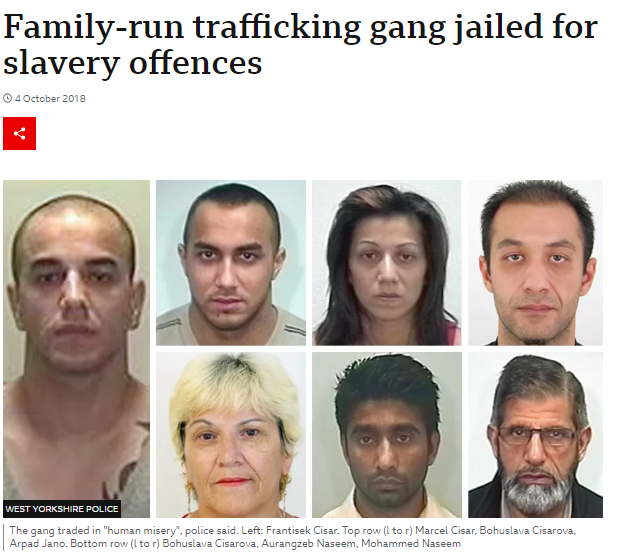 Family-run trafficking gang jailed for
slavery offences
4 October 2018
WEST YORKSHIRE POLICE
The gang traded in "human misery", police said. Left: Frantisek Cisar. Top row (l to r) Marcel Cisar, Bohuslava Cisarova,
Arpad Jano. Bottom row (l to r) Bohuslava Cisarova, Aurangzeb Naseem, Mohammed Naseem